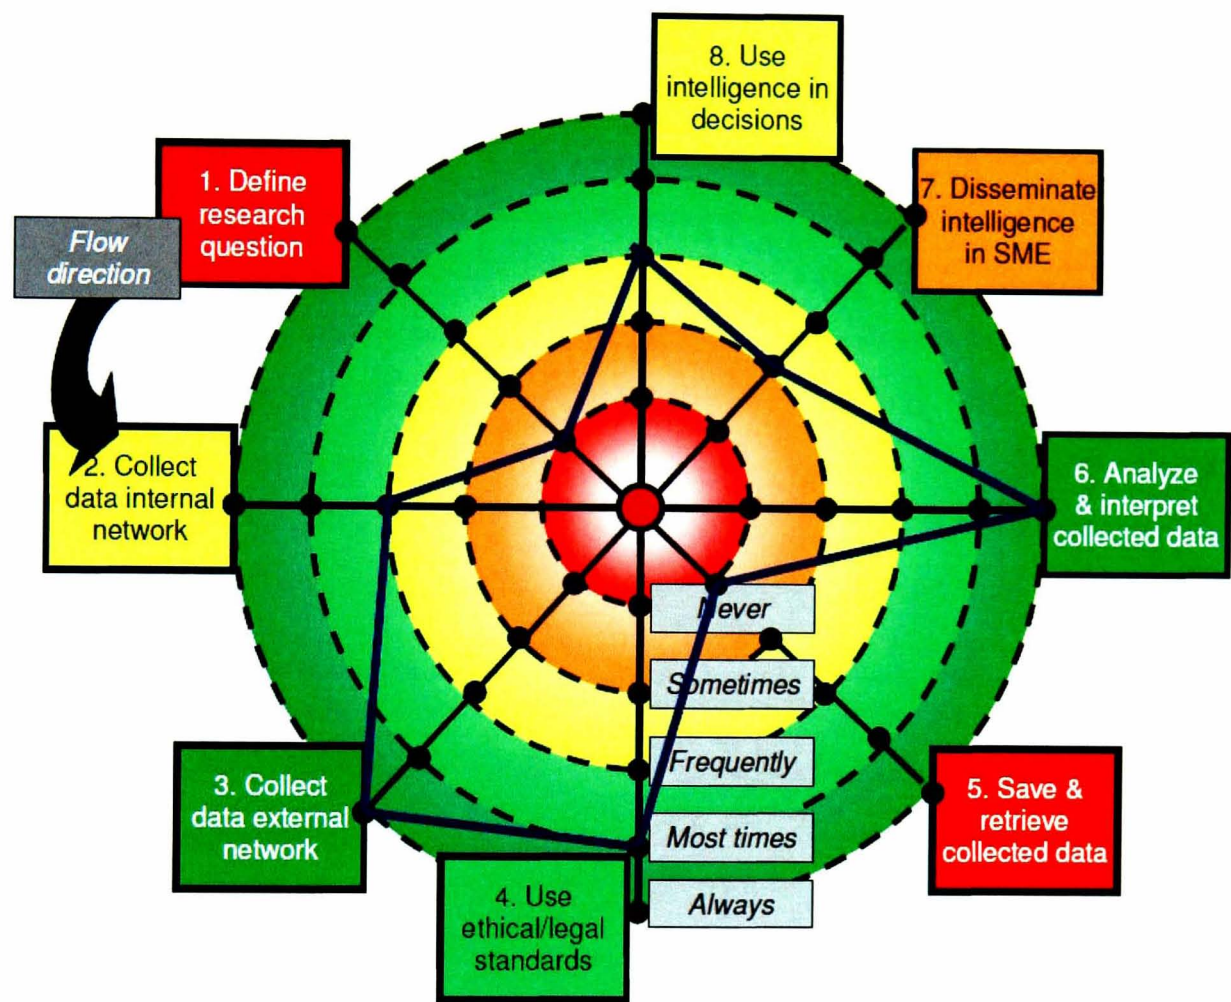 8. Use
intelligence in
decisions
1. Define
research
question
7. Disseminate
intelligence
in SME
Flow
direction
2. Collect
data internal
network
6. Analyze
& interpret
collected data
Never
Sometimes
Frequently
Most times
Always
3. Collect
data external
network
5. Save &
retrieve
collected data
4. Use
ethical/legal
standards